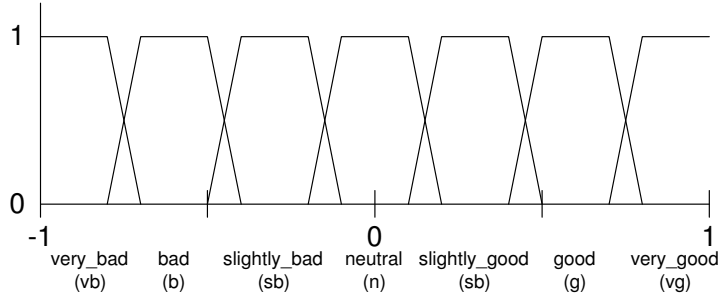 1
0
-1 0 1
very_bad bad slightly_bad neutral slightly_good good very_good
(vb) (b) (sb) (n) (sb) (g) (vg)